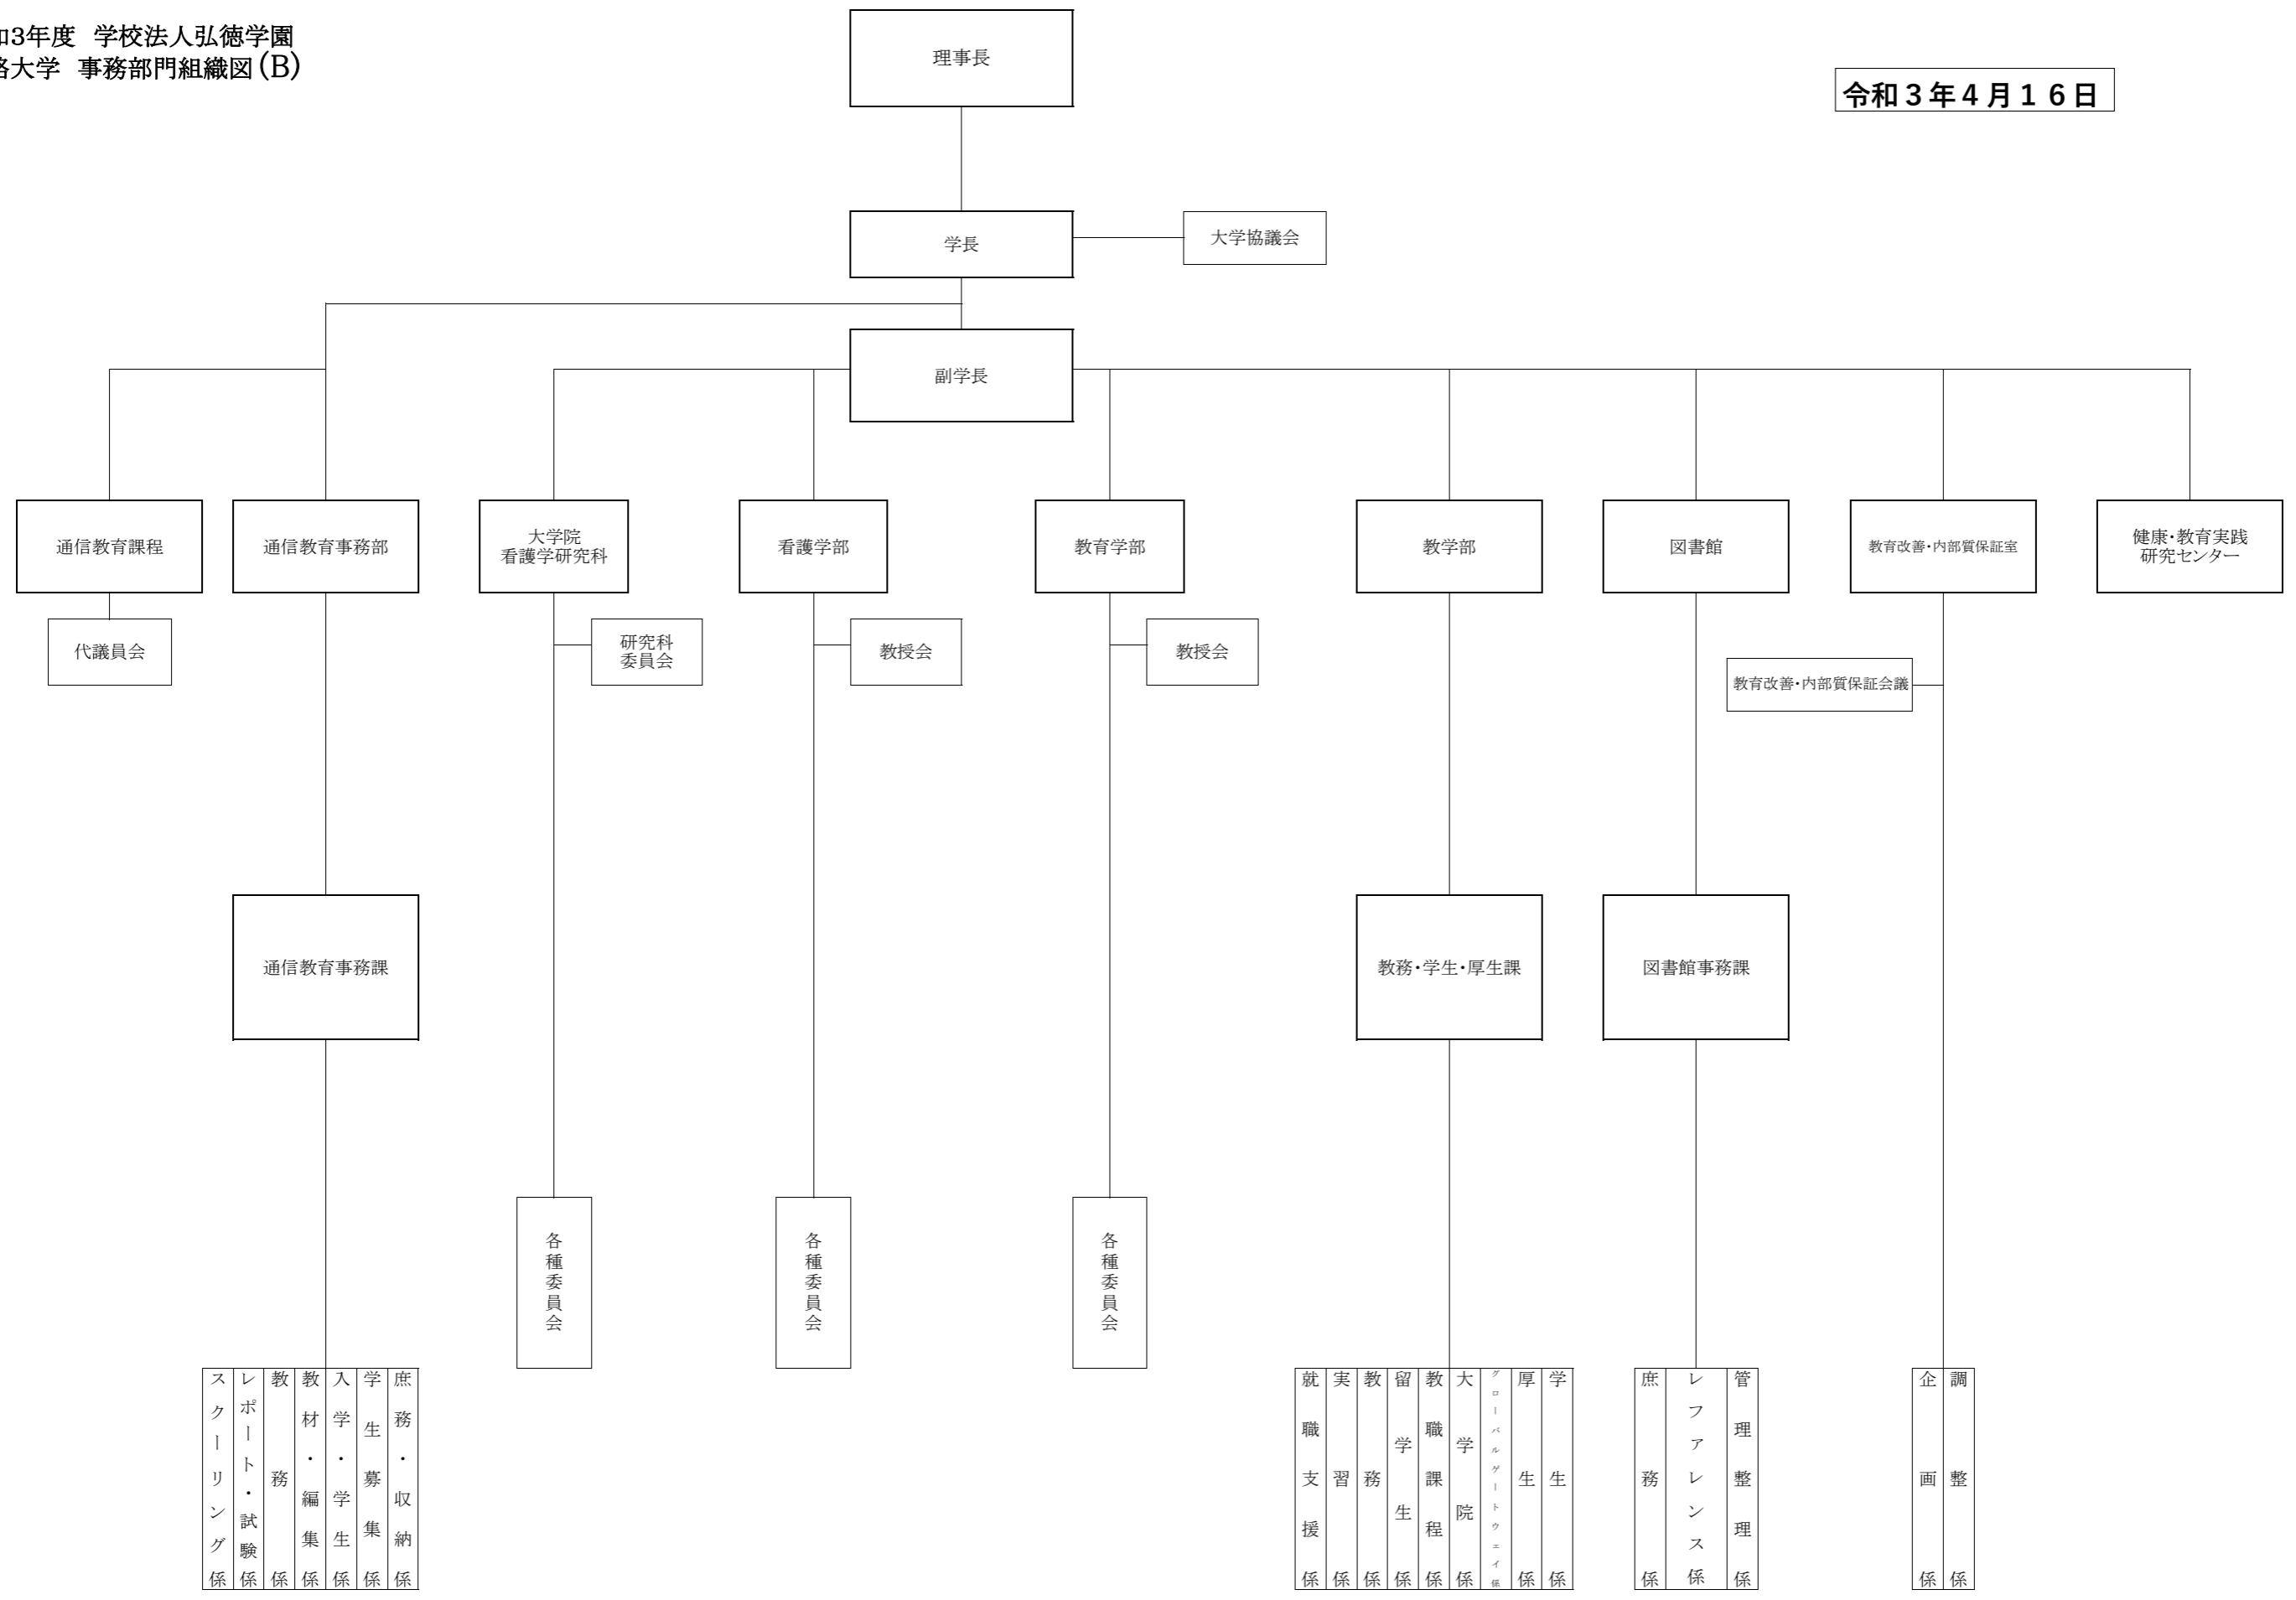 和3年度 学校法人弘徳学園
大学 事務部門組織図(B)
令和３年４月１６日
理事長
学長
大学協議会
副学長
通信教育課程
通信教育事務部
大学院
看護学研究科
看護学部
教育学部
教学部
図書館
教育改善・内部質保証室
健康・教育実践
研究センター
代議員会
研究科
委員会
教授会
教授会
教育改善・内部質保証会議
通信教育事務課
教務・学生・厚生課
図書館事務課
各種委員会
各種委員会
各種委員会
スクーリング係
レポート・試験係
教務係
教材・編集係
入学・学生係
学生募集係
庶務・収納係
就職支援係
実習係
教務係
留学生係
教職課程係
大学院係
グローバルゲートウェイ係
厚生係
学生係
庶務係
レファレンス係
管理整理係
企画係
調整係